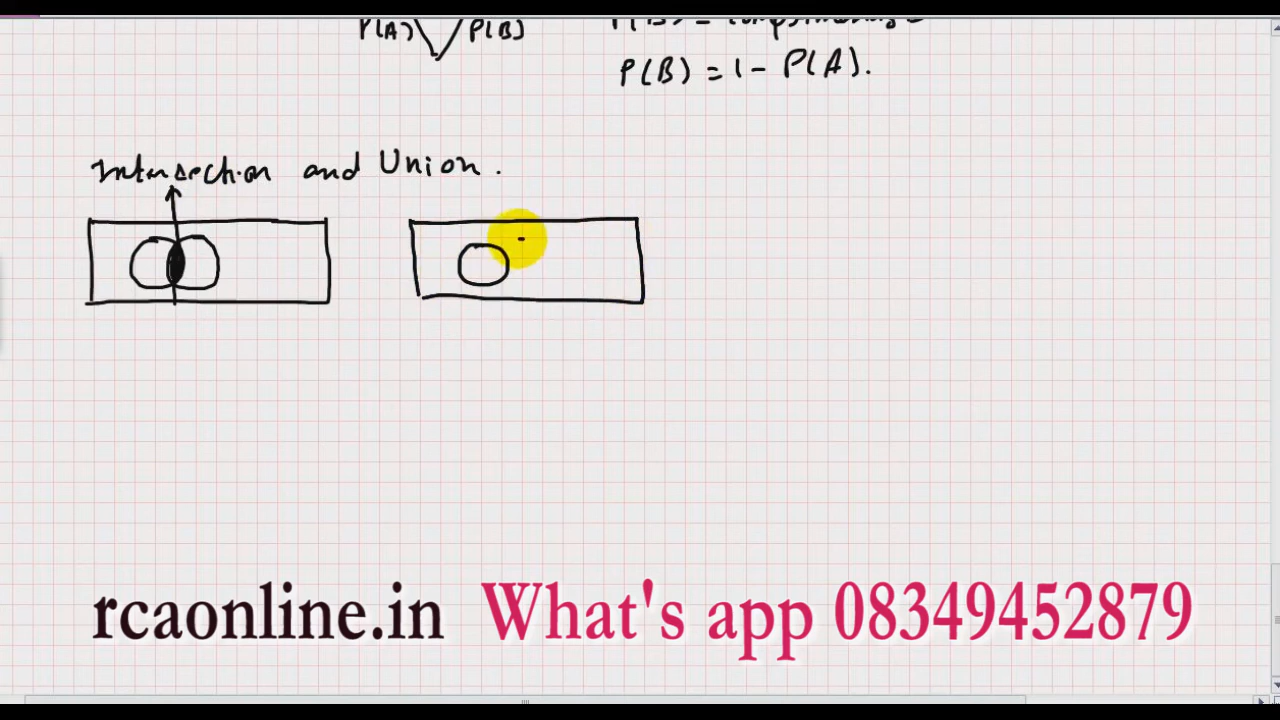 P(A) P(B)
P(B) =
P(B) = 1 - P(A).
Intersection and Union.
rcaonline.in What's app 08349452879